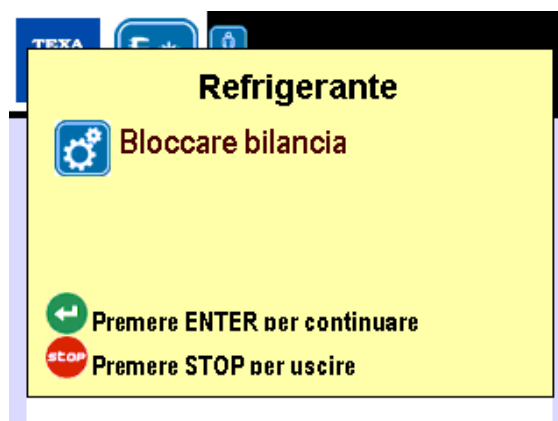 TEXA
Refrigerante
Bloccare bilancia
Premere ENTER per continuare
stop Premere STOP per uscire